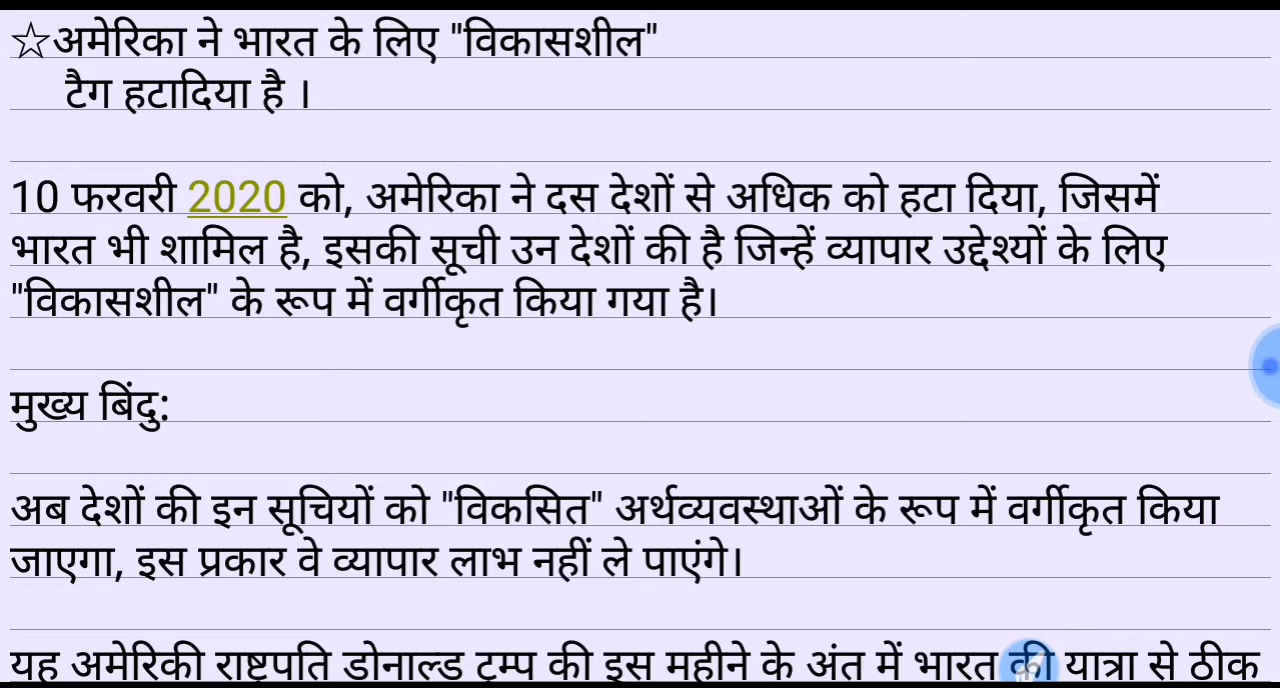 ☆अमेरिका ने भारत के लिए "विकासशील"
टैग हटादिया है ।
10 फरवरी 2020 को, अमेरिका ने दस देशों से अधिक को हटा दिया, जिसमें
भारत भी शामिल है, इसकी सूची उन देशों की है जिन्हें व्यापार उद्देश्यों के लिए
"विकासशील" के रूप में वर्गीकृत किया गया है।
मुख्य बिंदु:
अब देशों की इन सूचियों को "विकसित" अर्थव्यवस्थाओं के रूप में वर्गीकृत किया
जाएगा, इस प्रकार वे व्यापार लाभ नहीं ले पाएंगे।
यह अमेरिकी राष्ट्रपति डोनाल्ड ट्रम्प की इस महीने के अंत में भारत की यात्रा से ठीक